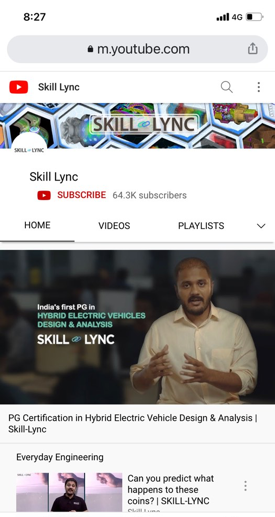 8:27
4G
m.youtube.com
Skill Lync
SKILL LYNC
SKILL LYNC
Skill Lync
SUBSCRIBE 64.3K subscribers
HOME VIDEOS PLAYLISTS
India's first PG in
HYBRID ELECTRIC VEHICLES
DESIGN & ANALYSIS
SKILL LYNC
PG Certification in Hybrid Electric Vehicle Design & Analysis |
Skill-Lync
Everyday Engineering
Can you predict what
happens to these
coins? | SKILL-LYNC
Skill Lync